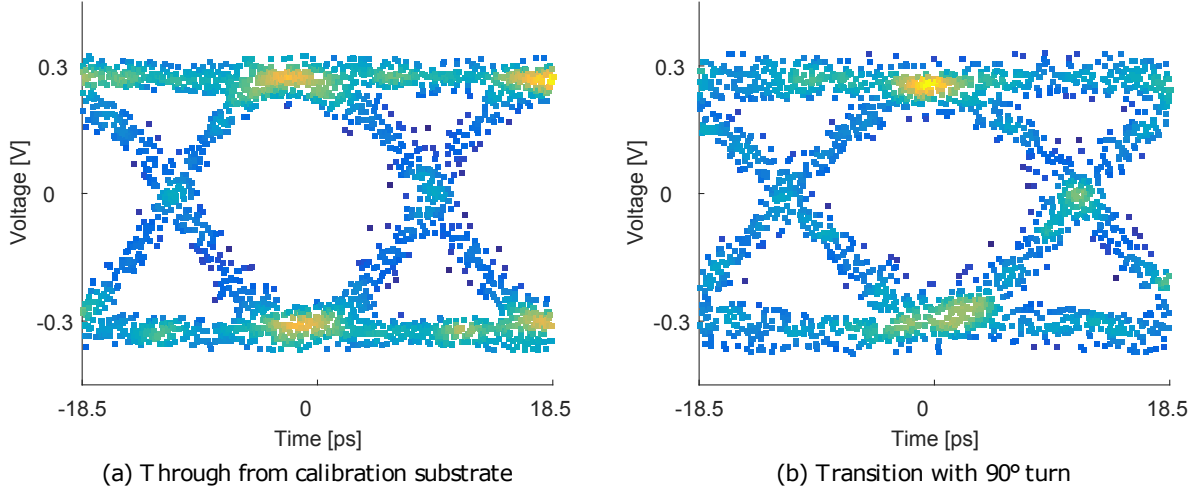 0.3
0
-0.3
Voltage [V]
-18.5 0 18.5
Time [ps]
(a) Through from calibration substrate
0.3
0
-0.3
Voltage [V]
-18.5 0 18.5
Time [ps]
(b) Transition with 90° turn